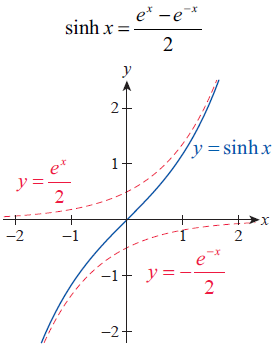 sinh x = (e^x − e^−x)/2
y
2
y = sinh x
1
y = e^x/2
x
−2 −1 1 2
−1
y = −e^−x/2
−2